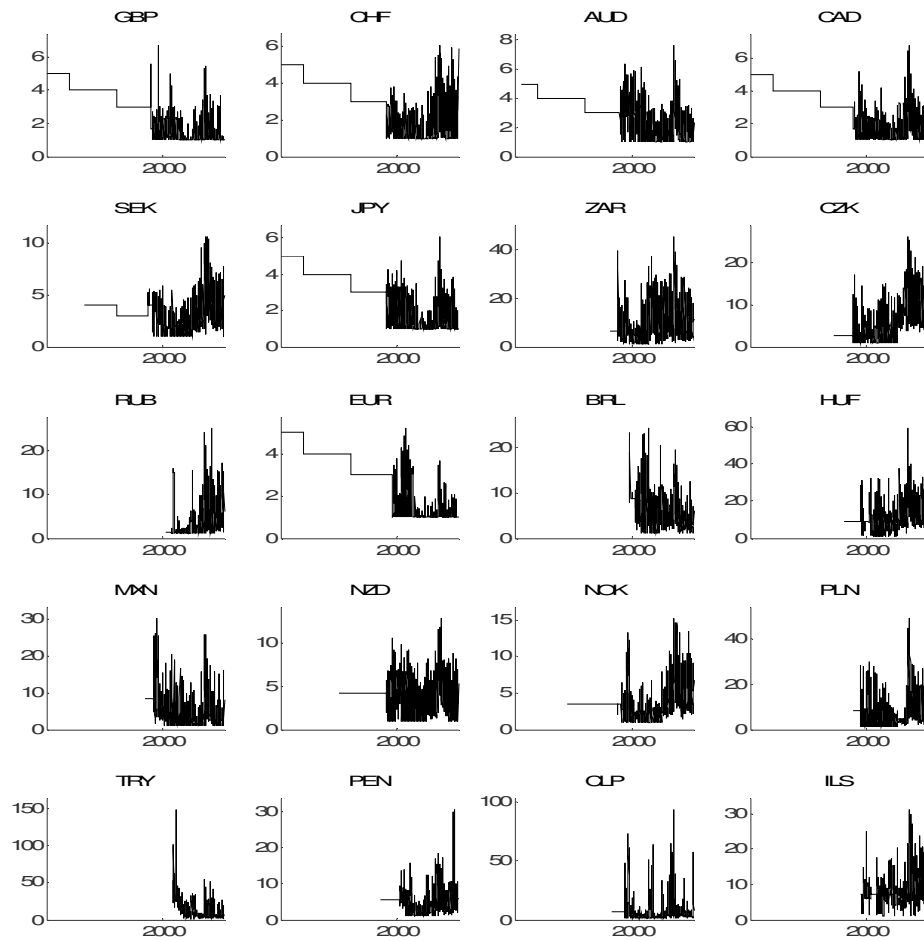 GBP CHF AUD CAD
6 6 8 6
6
4 4 4 4
2 2 2 2
0 0 0 0
2000 2000 2000 2000
SEK JPY ZAR CZK
10 6 40 20
5 4 20 10
2
0 0 0 0
2000 2000 2000 2000
RUB EUR BRL HUF
20 4 20 60
10 2 10 40
20
0 0 0 0
2000 2000 2000 2000
MXN NZD NOK PLN
30 10 15 40
20 5 10 20
10 5
0 0 0 0
2000 2000 2000 2000
TRY PEN CLP ILS
150 30 100 30
100 20 50 20
50 10 10
0 0 0 0
2000 2000 2000 2000